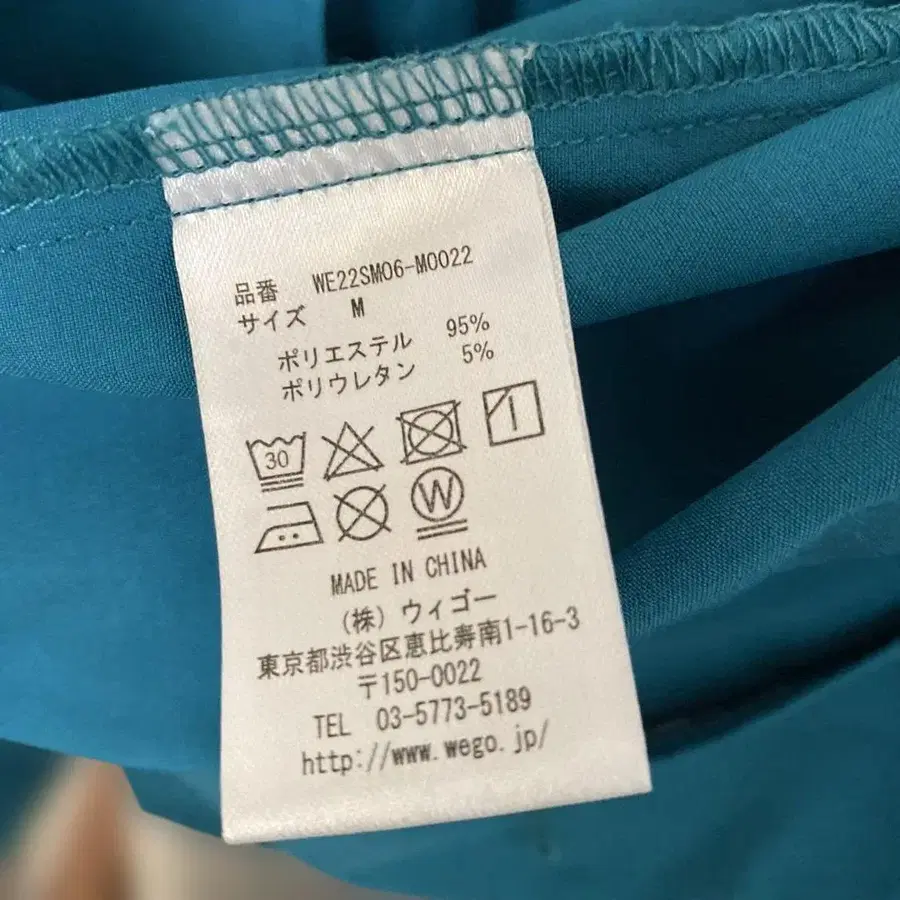 品番 WE22SM06-M0022
サイズ M
ポリエステル 95%
ポリウレタン 5%
30
W
MADE IN CHINA
(株) ウィゴー
東京都渋谷区恵比寿南1-16-3
〒150-0022
TEL 03-5773-5189
http://www.wego.jp/